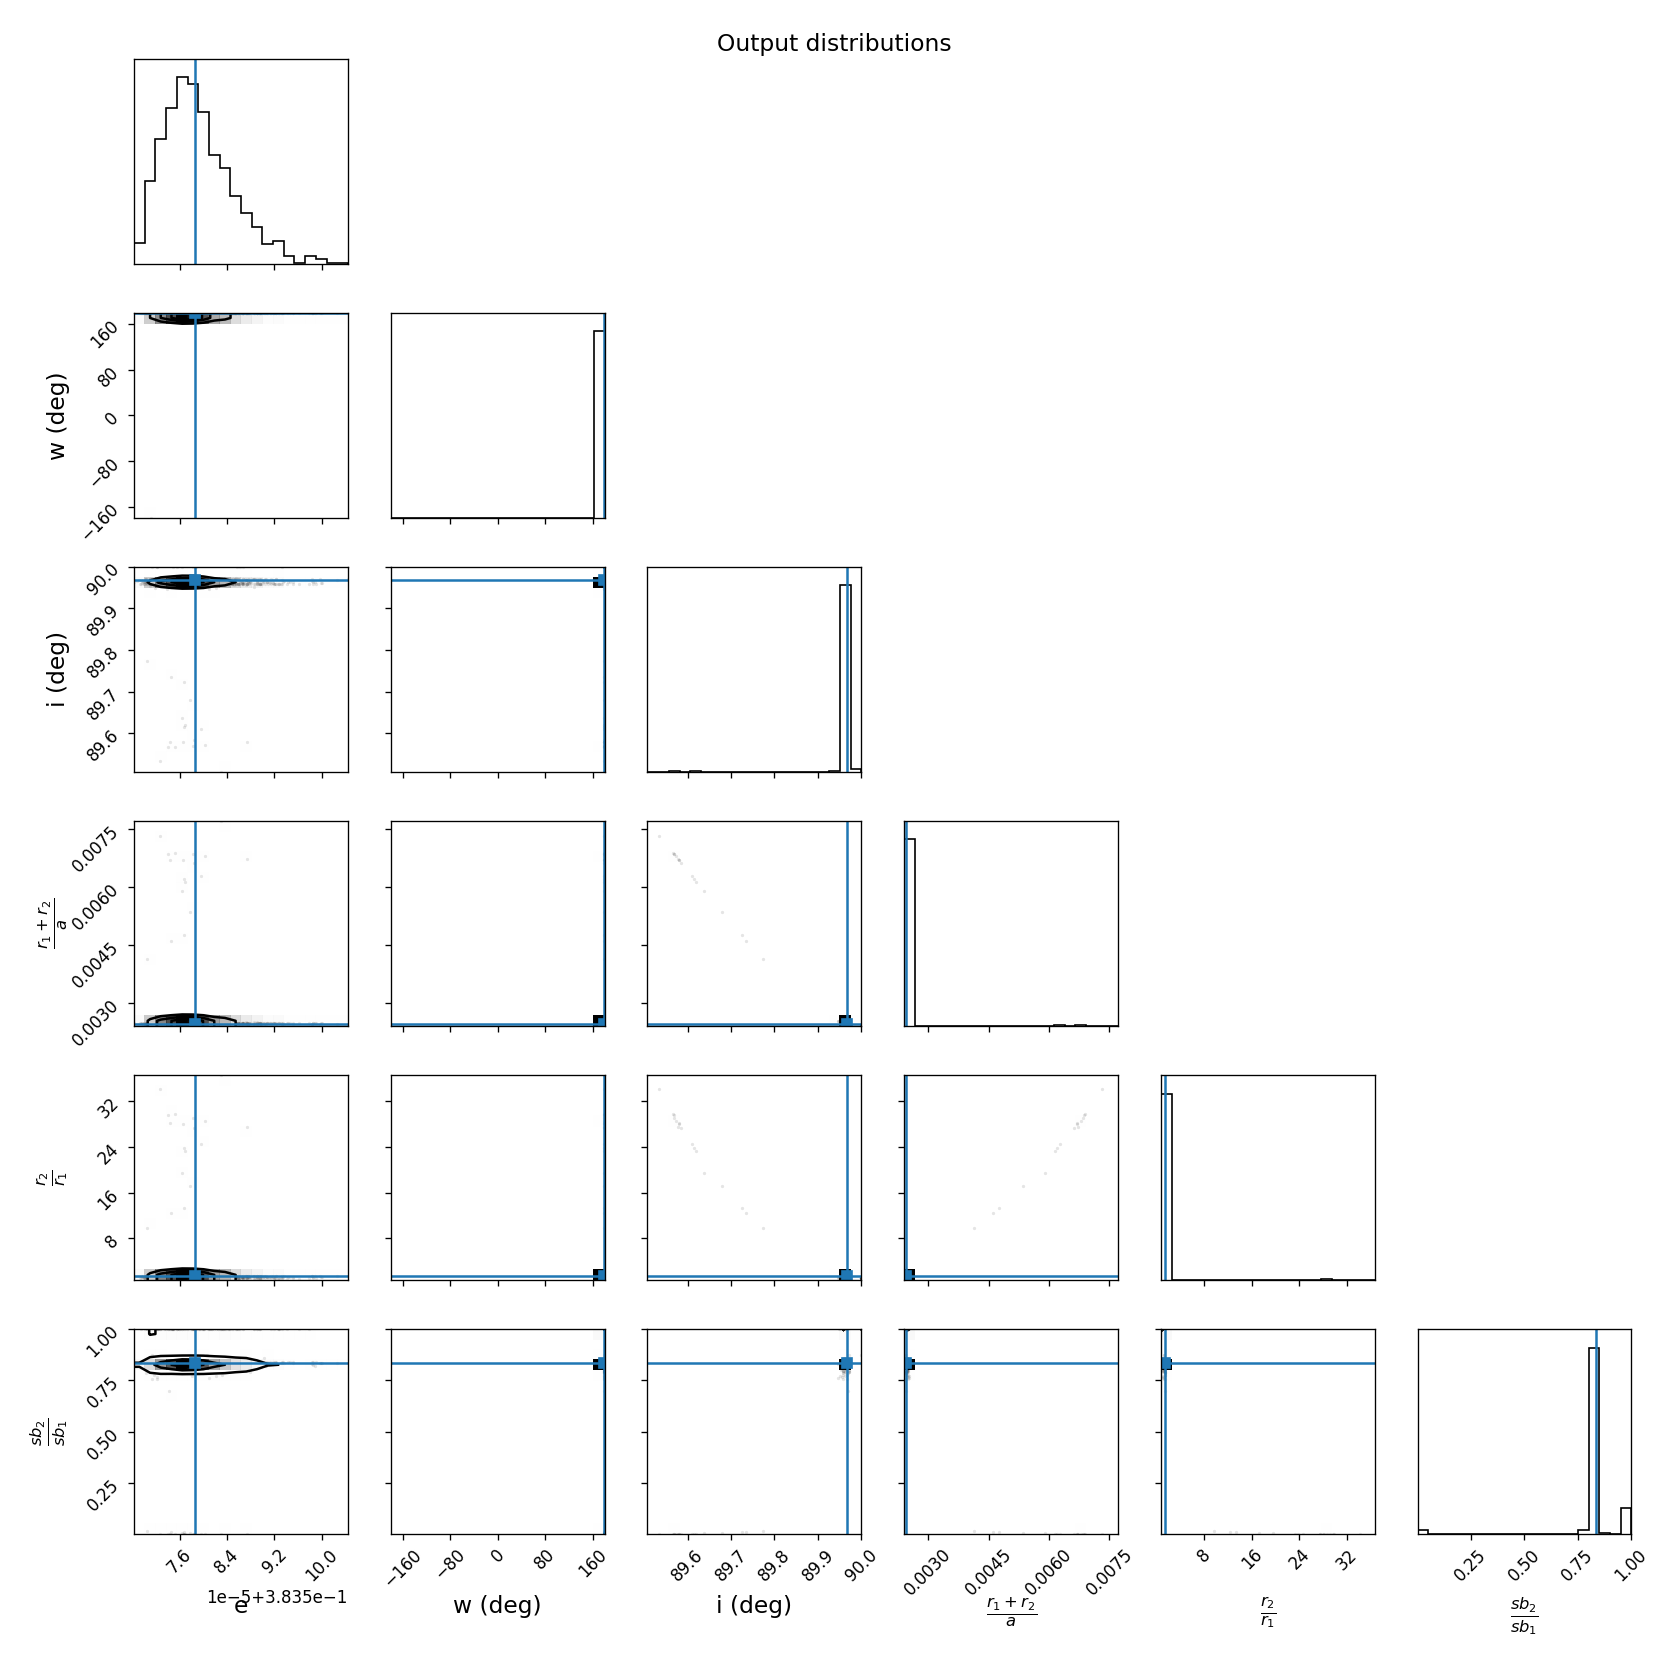 Output distributions
w (deg)
160
80
0
−80
−160
i (deg)
90.0
89.9
89.8
89.7
89.6
r₁ + r₂
a
0.0075
0.0060
0.0045
0.0030
r₂
r₁
32
24
16
8
sb₂
sb₁
1.00
0.75
0.50
0.25
7.6 8.4 9.2 10.0
1e−5+3.835e−1
e
−160 −80 0 80 160
w (deg)
89.6 89.7 89.8 89.9 90.0
i (deg)
0.0030 0.0045 0.0060 0.0075
r₁ + r₂
a
8 16 24 32
r₂
r₁
0.25 0.50 0.75 1.00
sb₂
sb₁